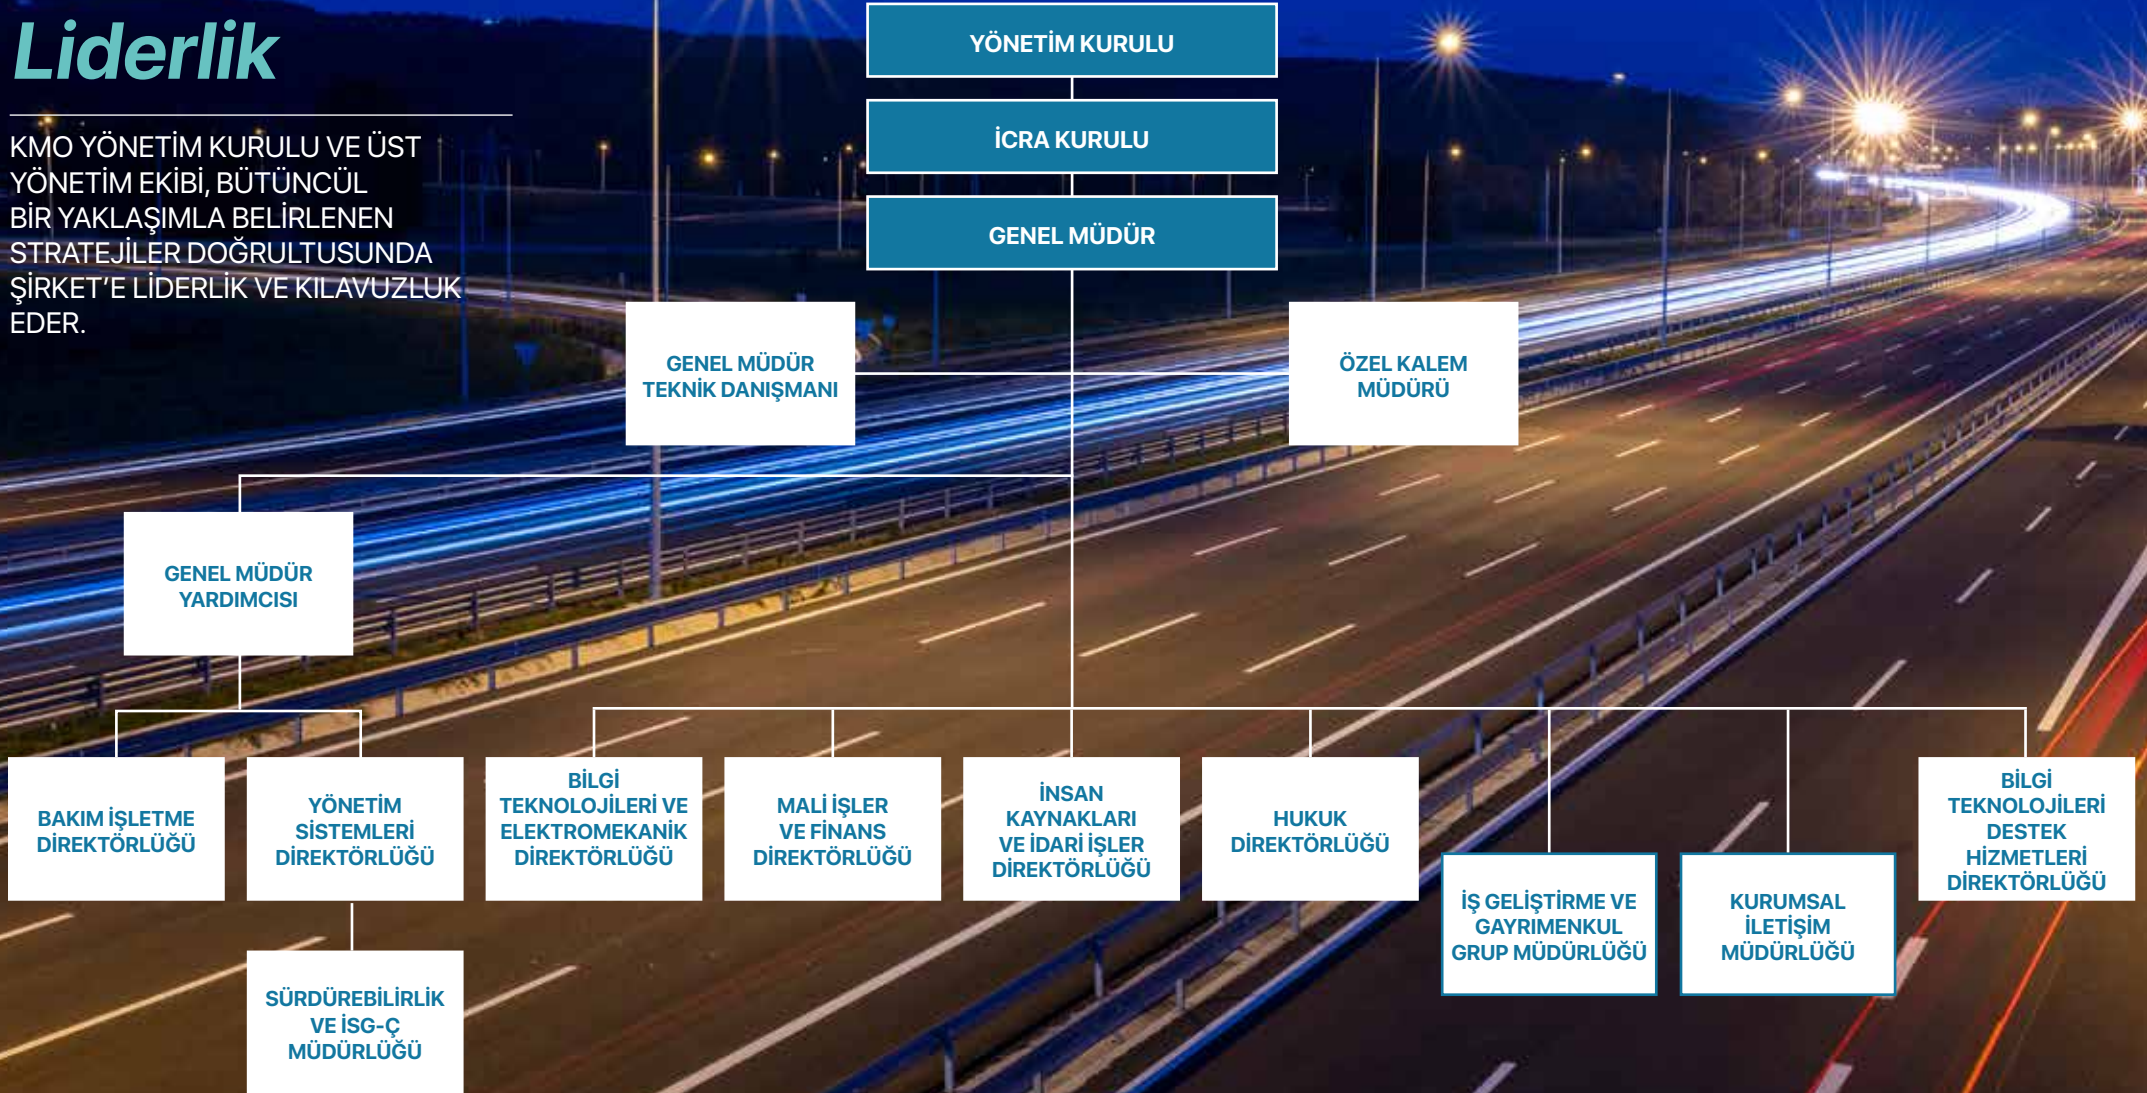 Liderlik
KMO YÖNETİM KURULU VE ÜST
YÖNETİM EKİBİ, BÜTÜNCÜL
BİR YAKLAŞIMLA BELİRLENEN
STRATEJİLER DOĞRULTUSUNDA
ŞİRKET’E LİDERLİK VE KILAVUZLUK
EDER.
YÖNETİM KURULU
İCRA KURULU
GENEL MÜDÜR
GENEL MÜDÜR
TEKNİK DANIŞMANI
ÖZEL KALEM
MÜDÜRÜ
GENEL MÜDÜR
YARDIMCISI
BAKIM İŞLETME
DİREKTÖRLÜĞÜ
YÖNETİM
SİSTEMLERİ
DİREKTÖRLÜĞÜ
BİLGİ
TEKNOLOJİLERİ VE
ELEKTROMEKANİK
DİREKTÖRLÜĞÜ
MALİ İŞLER
VE FİNANS
DİREKTÖRLÜĞÜ
İNSAN
KAYNAKLARI
VE İDARİ İŞLER
DİREKTÖRLÜĞÜ
HUKUK
DİREKTÖRLÜĞÜ
İŞ GELİŞTİRME VE
GAYRIMENKUL
GRUP MÜDÜRLÜĞÜ
KURUMSAL
İLETİŞİM
MÜDÜRLÜĞÜ
BİLGİ
TEKNOLOJİLERİ
DESTEK
HİZMETLERİ
DİREKTÖRLÜĞÜ
SÜRDÜREBİLİRLİK
VE İSG-Ç
MÜDÜRLÜĞÜ